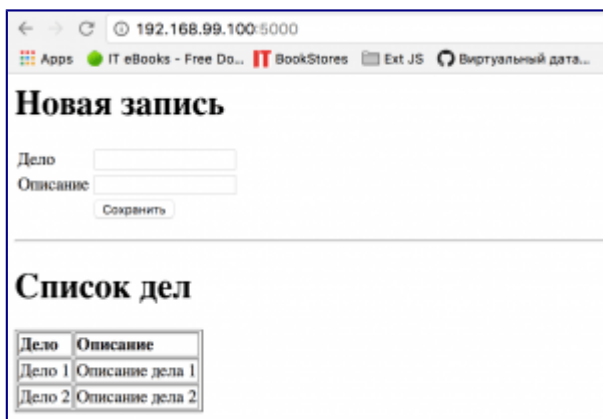 192.168.99.100:5000
Apps IT eBooks - Free Do... IT BookStores Ext JS Виртуальный дата...
Новая запись
Дело
Описание
Сохранить
Список дел
Дело Описание
Дело 1 Описание дела 1
Дело 2 Описание дела 2